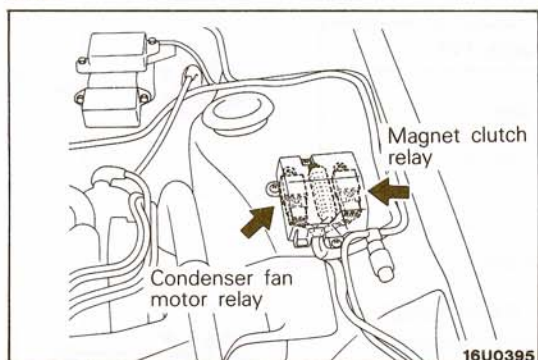 Magnet clutch
relay
Condenser fan
motor relay
16U0395